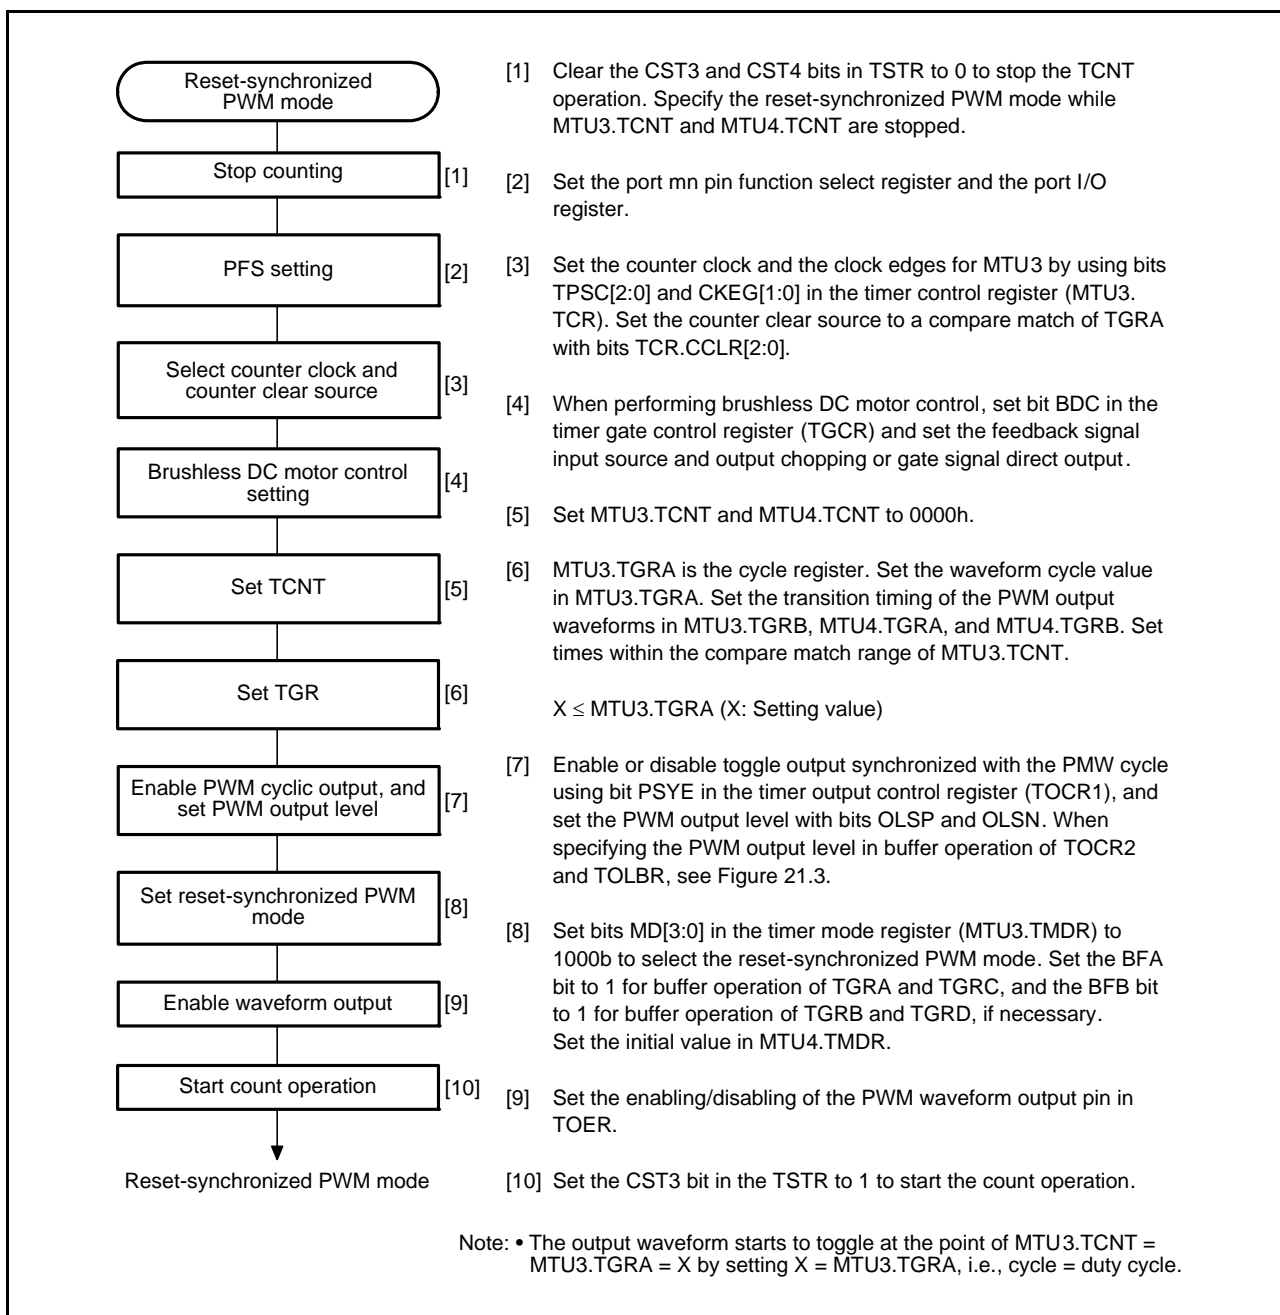 Reset-synchronized
PWM mode
Stop counting
[1]
PFS setting
[2]
Select counter clock and
counter clear source
[3]
Brushless DC motor control
setting
[4]
Set TCNT
[5]
Set TGR
[6]
Enable PWM cyclic output, and
set PWM output level
[7]
Set reset-synchronized PWM
mode
[8]
Enable waveform output
[9]
Start count operation
[10]
Reset-synchronized PWM mode
[1] Clear the CST3 and CST4 bits in TSTR to 0 to stop the TCNT
operation. Specify the reset-synchronized PWM mode while
MTU3.TCNT and MTU4.TCNT are stopped.
[2] Set the port mn pin function select register and the port I/O
register.
[3] Set the counter clock and the clock edges for MTU3 by using bits
TPSC[2:0] and CKEG[1:0] in the timer control register (MTU3.
TCR). Set the counter clear source to a compare match of TGRA
with bits TCR.CCLR[2:0].
[4] When performing brushless DC motor control, set bit BDC in the
timer gate control register (TGCR) and set the feedback signal
input source and output chopping or gate signal direct output.
[5] Set MTU3.TCNT and MTU4.TCNT to 0000h.
[6] MTU3.TGRA is the cycle register. Set the waveform cycle value
in MTU3.TGRA. Set the transition timing of the PWM output
waveforms in MTU3.TGRB, MTU4.TGRA, and MTU4.TGRB. Set
times within the compare match range of MTU3.TCNT.
X ≤ MTU3.TGRA (X: Setting value)
[7] Enable or disable toggle output synchronized with the PMW cycle
using bit PSYE in the timer output control register (TOCR1), and
set the PWM output level with bits OLSP and OLSN. When
specifying the PWM output level in buffer operation of TOCR2
and TOLBR, see Figure 21.3.
[8] Set bits MD[3:0] in the timer mode register (MTU3.TMDR) to
1000b to select the reset-synchronized PWM mode. Set the BFA
bit to 1 for buffer operation of TGRA and TGRC, and the BFB bit
to 1 for buffer operation of TGRB and TGRD, if necessary.
Set the initial value in MTU4.TMDR.
[9] Set the enabling/disabling of the PWM waveform output pin in
TOER.
[10] Set the CST3 bit in the TSTR to 1 to start the count operation.
Note: • The output waveform starts to toggle at the point of MTU3.TCNT =
MTU3.TGRA = X by setting X = MTU3.TGRA, i.e., cycle = duty cycle.